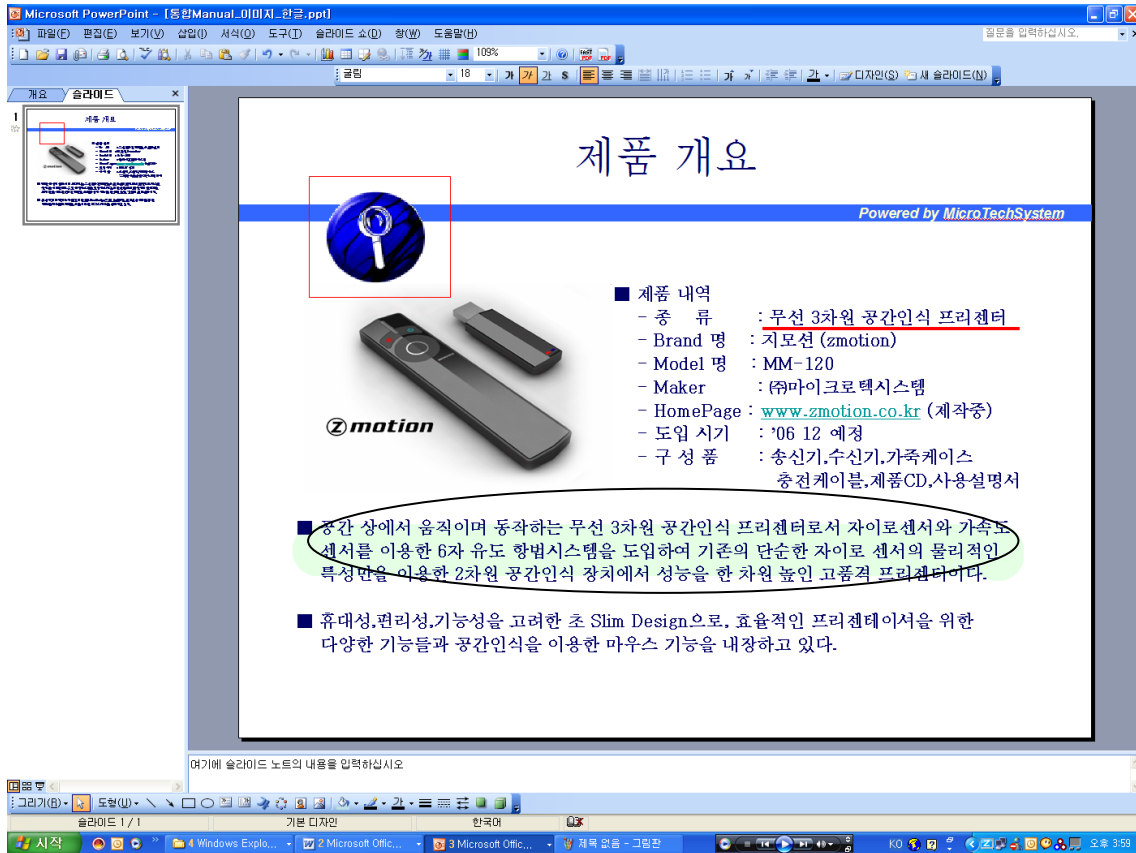 Microsoft PowerPoint - [통합Manual_이미지_한글.ppt]
파일(F) 편집(E) 보기(V) 삽입(I) 서식(O) 도구(T) 슬라이드 쇼(D) 창(W) 도움말(H)
질문을 입력하십시오.
109%
굴림 18 가 가 가 S 디자인(S) 새 슬라이드(N)
개요 슬라이드
1
제품 개요
제품 개요
Powered by MicroTechSystem
■ 제품 내역
- 종 류 : 무선 3차원 공간인식 프리젠터
- Brand 명 : 지모션 (zmotion)
- Model 명 : MM-120
- Maker : ㈜마이크로텍시스템
- HomePage : www.zmotion.co.kr (제작중)
- 도입 시기 : '06 12 예정
- 구 성 품 : 송신기,수신기,가죽케이스
충전케이블,제품CD,사용설명서
zmotion
■ 공간 상에서 움직이며 동작하는 무선 3차원 공간인식 프리젠터로서 자이로센서와 가속도
센서를 이용한 6자 유도 항법시스템을 도입하여 기존의 단순한 자이로 센서의 물리적인
특성만을 이용한 2차원 공간인식 장치에서 성능을 한 차원 높인 고품격 프리젠터이다.
■ 휴대성,편리성,기능성을 고려한 초 Slim Design으로, 효율적인 프리젠테이셔을 위한
다양한 기능들과 공간인식을 이용한 마우스 기능을 내장하고 있다.
여기에 슬라이드 노트의 내용을 입력하십시오
그리기(R) 도형(U)
슬라이드 1 / 1 기본 디자인 한국어
시작 4 Windows Explo... 2 Microsoft Offic... 3 Microsoft Offic... 제목 없음 - 그림판 KO 오후 3:59